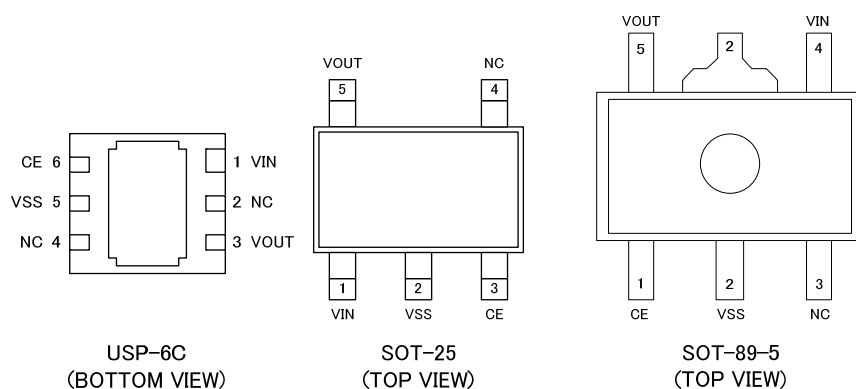 CE 6
1 VIN
VSS 5
2 NC
NC 4
3 VOUT
USP-6C
(BOTTOM VIEW)
VOUT
NC
5
4
1
2
3
VIN
VSS
CE
SOT-25
(TOP VIEW)
VOUT
VIN
5
2
4
1
2
3
CE
VSS
NC
SOT-89-5
(TOP VIEW)